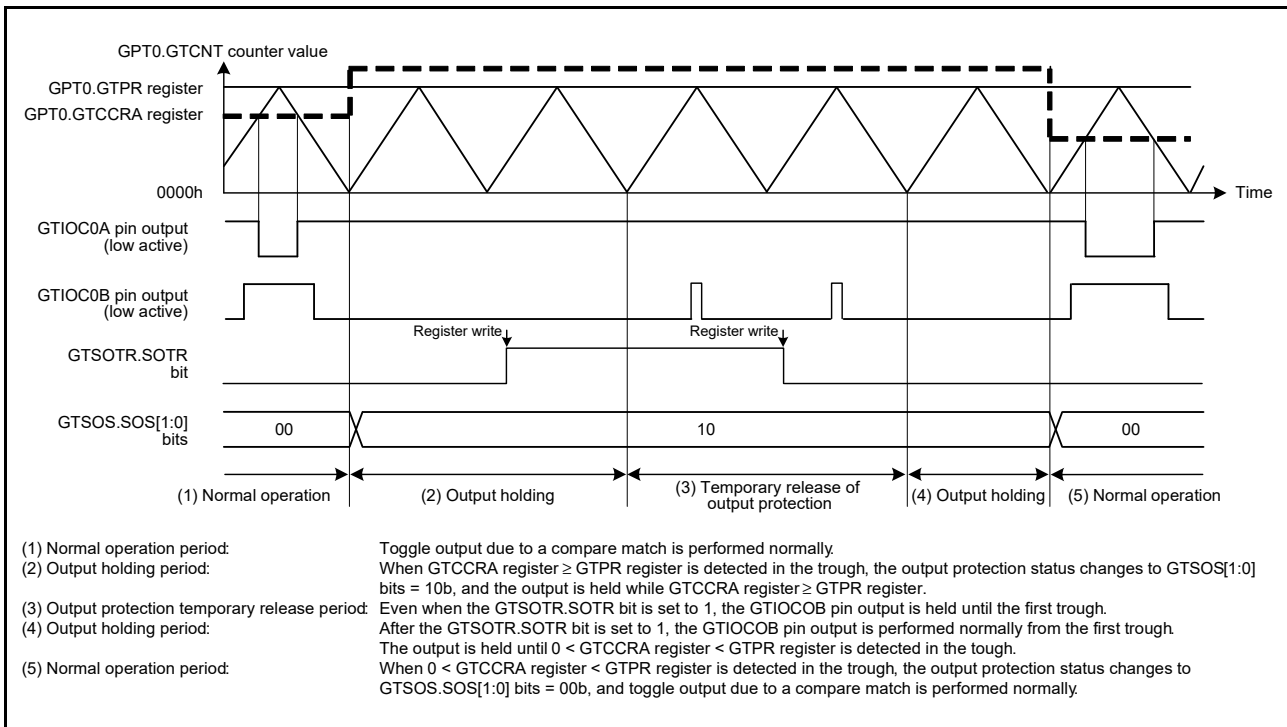 GPT0.GTCNT counter value
GPT0.GTPR register
GPT0.GTCCRA register
0000h
Time
GTIOC0A pin output
(low active)
GTIOC0B pin output
(low active)
Register write
Register write
GTSOTR.SOTR
bit
GTSOS.SOS[1:0]
bits
00
10
00
(1) Normal operation
(2) Output holding
(3) Temporary release of
output protection
(4) Output holding
(5) Normal operation
(1) Normal operation period: Toggle output due to a compare match is performed normally.
(2) Output holding period: When GTCCRA register ≥ GTPR register is detected in the trough, the output protection status changes to GTSOS[1:0]
bits = 10b, and the output is held while GTCCRA register ≥ GTPR register.
(3) Output protection temporary release period: Even when the GTSOTR.SOTR bit is set to 1, the GTIOCOB pin output is held until the first trough.
(4) Output holding period: After the GTSOTR.SOTR bit is set to 1, the GTIOCOB pin output is performed normally from the first trough.
The output is held until 0 < GTCCRA register < GTPR register is detected in the tough.
(5) Normal operation period: When 0 < GTCCRA register < GTPR register is detected in the trough, the output protection status changes to
GTSOS.SOS[1:0] bits = 00b, and toggle output due to a compare match is performed normally.